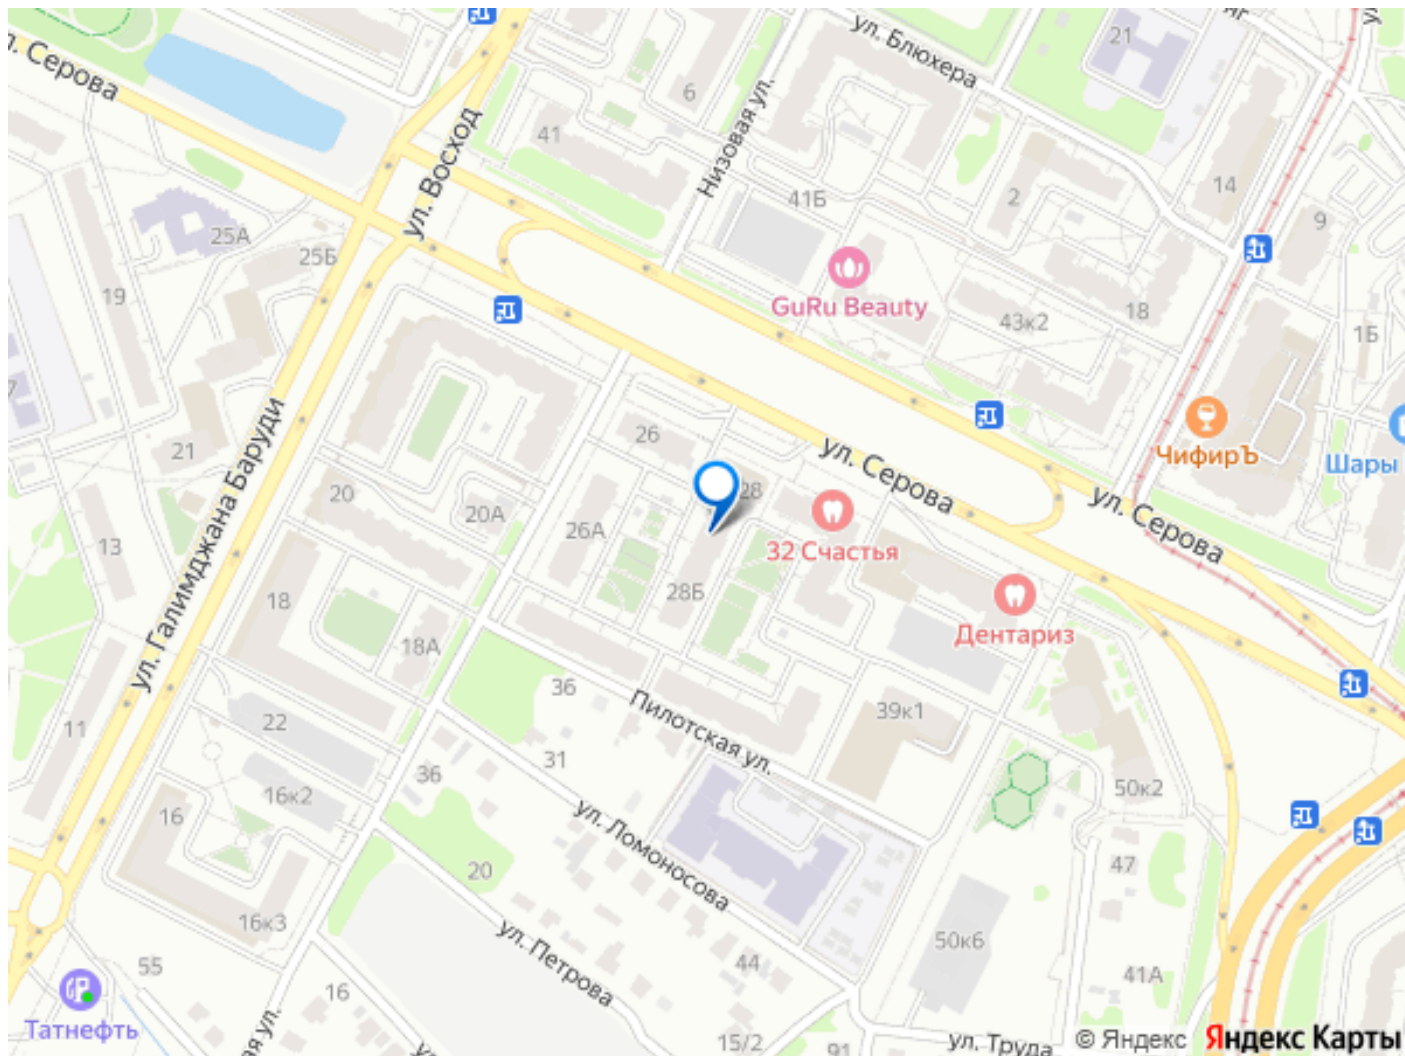 ул. Блюхера
21
л. Серова
6
41
Низовая ул.
ул. Восход
14
2
41Б
9
25А
25Б
GuRu Beauty
18
43к2
19
1Б
7
ул. Галимджана Баруди
21
26
ул. Серова
ЧифирЪ
Шары
28
20
20А
26А
32 Счастья
ул. Серова
13
28Б
18
18А
Дентариз
36
Пилотская ул.
39к1
11
22
31
36
16к2
50к2
16
ул. Ломоносова
47
20
16к3
50к6
ул. Петрова
44
55
41А
16
Татнефть
ая ул.
15/2
91
ул. Труда
© Яндекс
Яндекс Карты